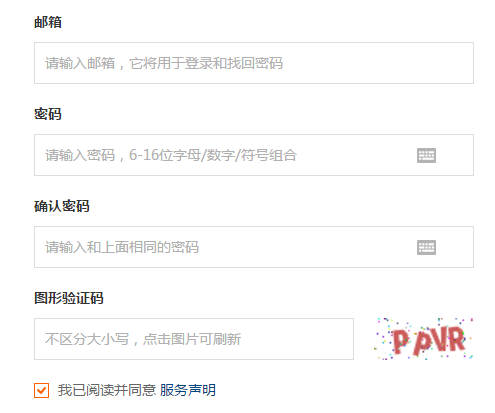 邮箱
请输入邮箱，它将用于登录和找回密码
密码
请输入密码，6-16位字母/数字/符号组合
确认密码
请输入和上面相同的密码
图形验证码
不区分大小写，点击图片可刷新
我已阅读并同意 服务声明